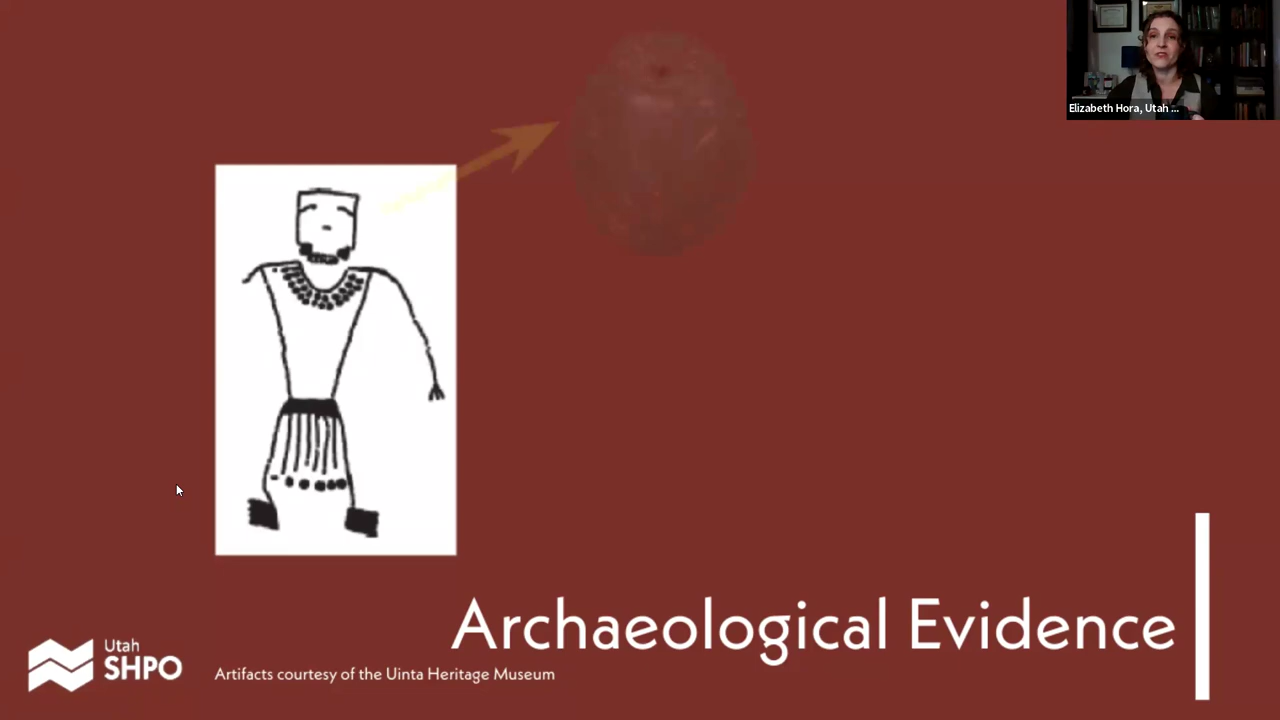 Elizabeth Hora, Utah ...
Archaeological Evidence
Utah
SHPO
Artifacts courtesy of the Uinta Heritage Museum